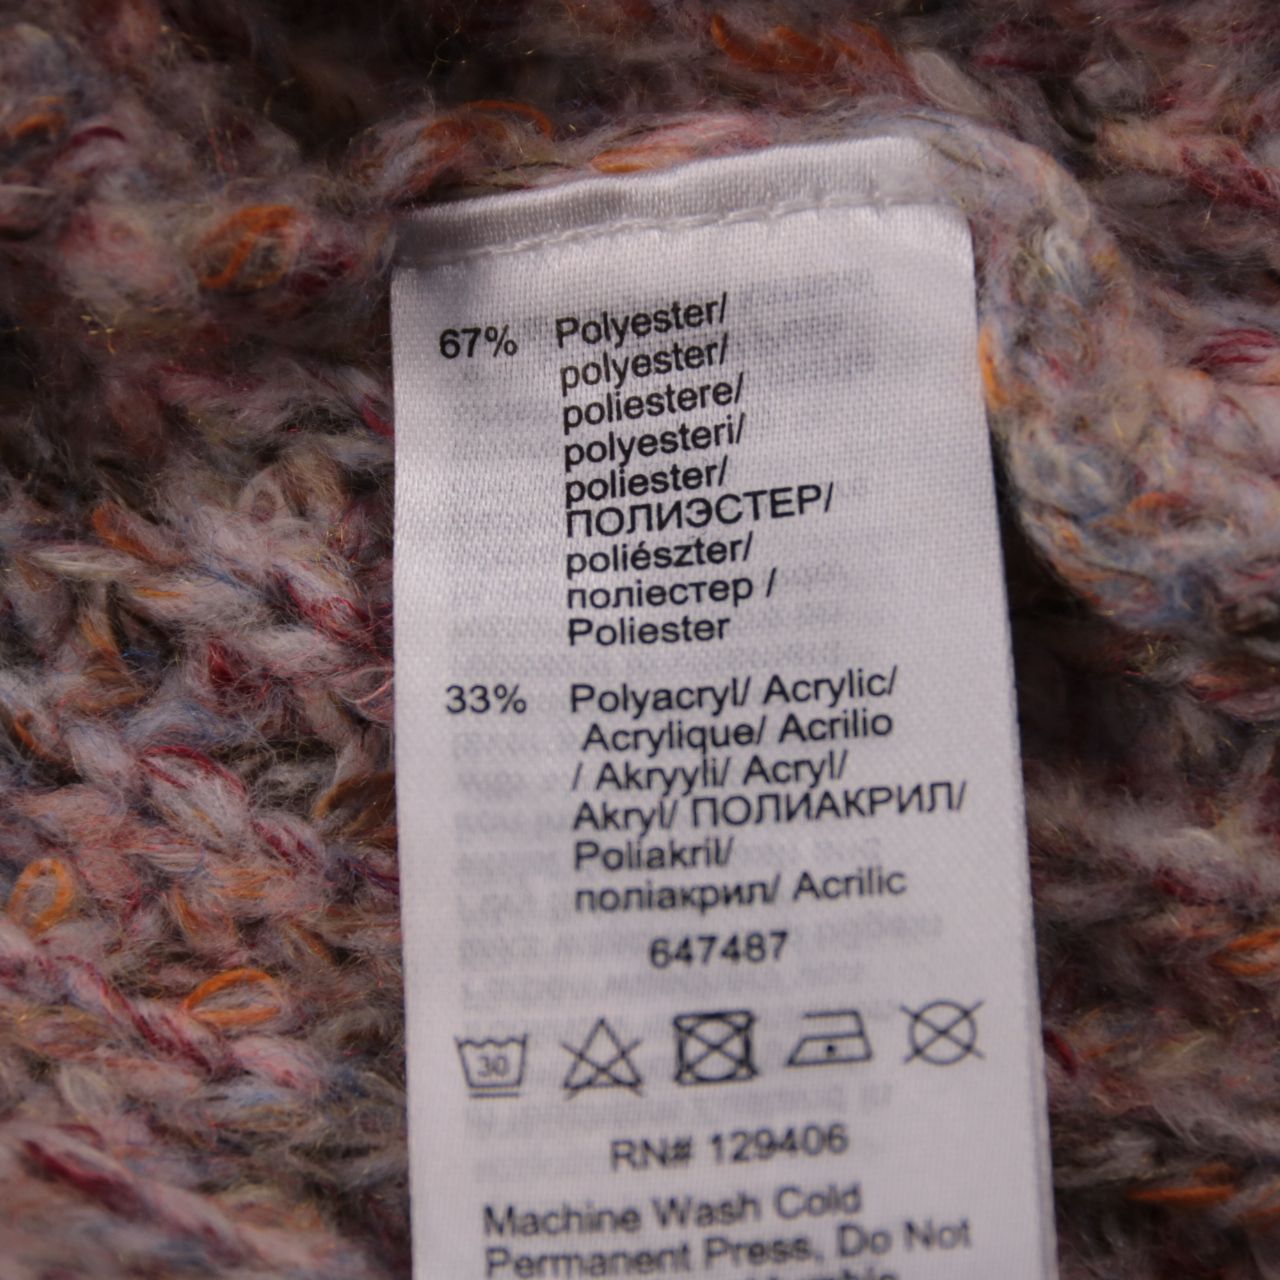 67% Polyester/
polyester/
poliestere/
polyesteri/
poliester/
ПОЛИЭСТЕР/
poliészter/
поліестер /
Poliester
33% Polyacryl/ Acrylic/
Acrylique/ Acrilio
/ Akryyli/ Acryl/
Akryl/ ПОЛИАКРИЛ/
Poliakril/
поліакрил/ Acrilic
647487
30
RN# 129406
Machine Wash Cold
Permanent Press, Do Not